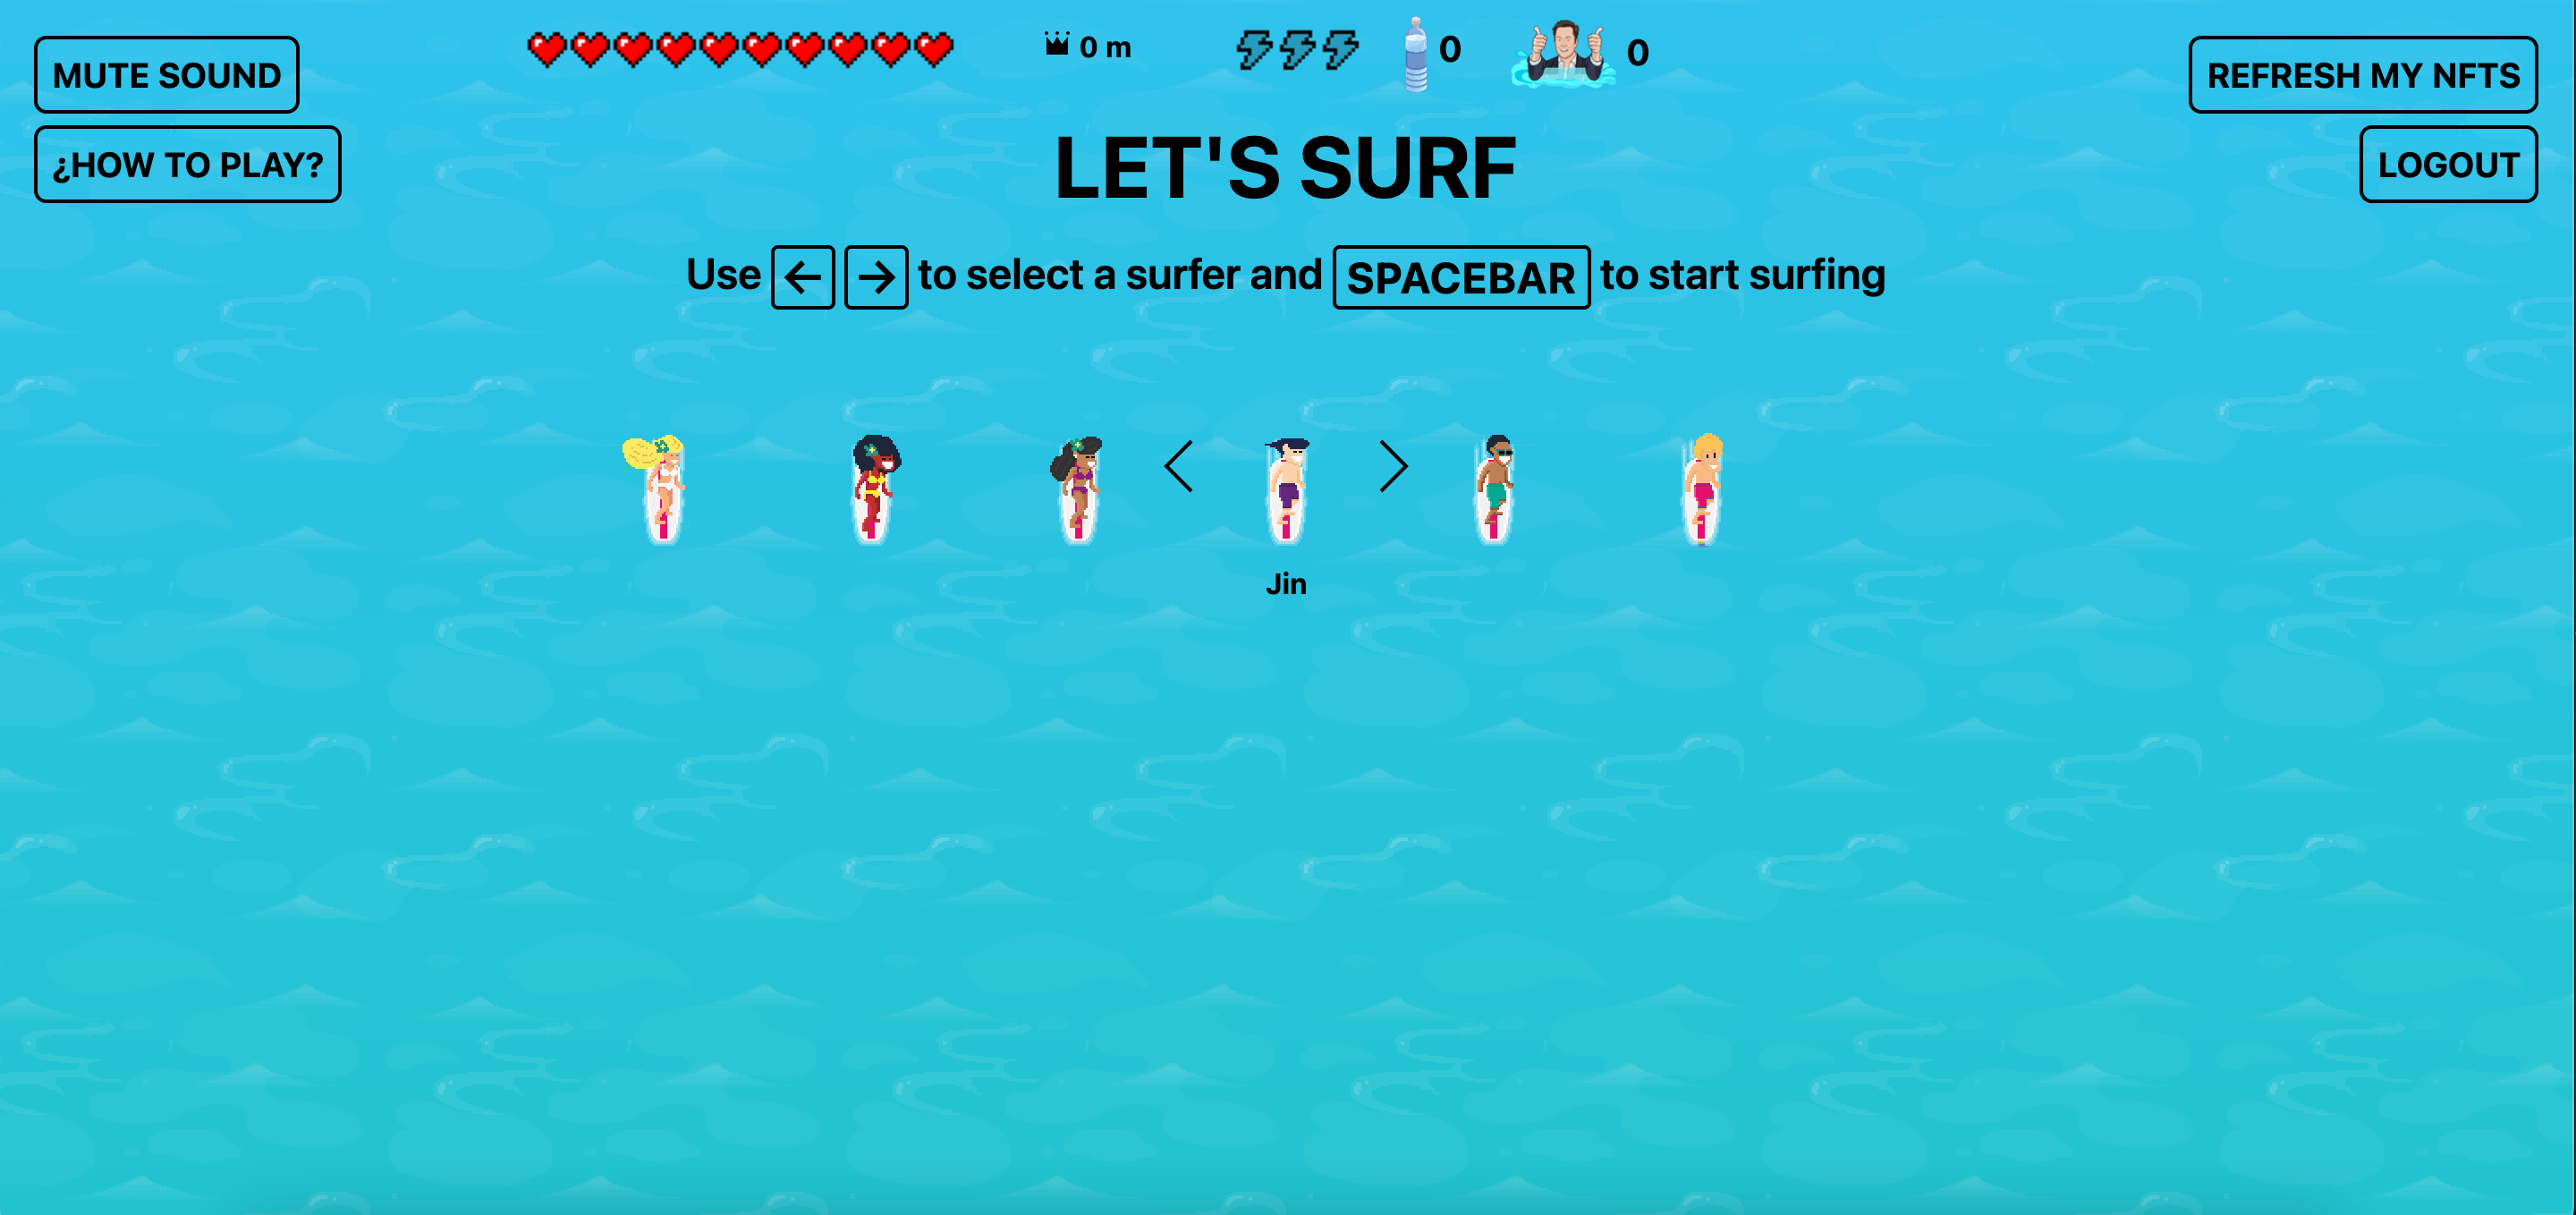 MUTE SOUND
¿HOW TO PLAY?
0 m
0
0
REFRESH MY NFTS
LOGOUT
LET'S SURF
Use ← → to select a surfer and SPACEBAR to start surfing
Jin